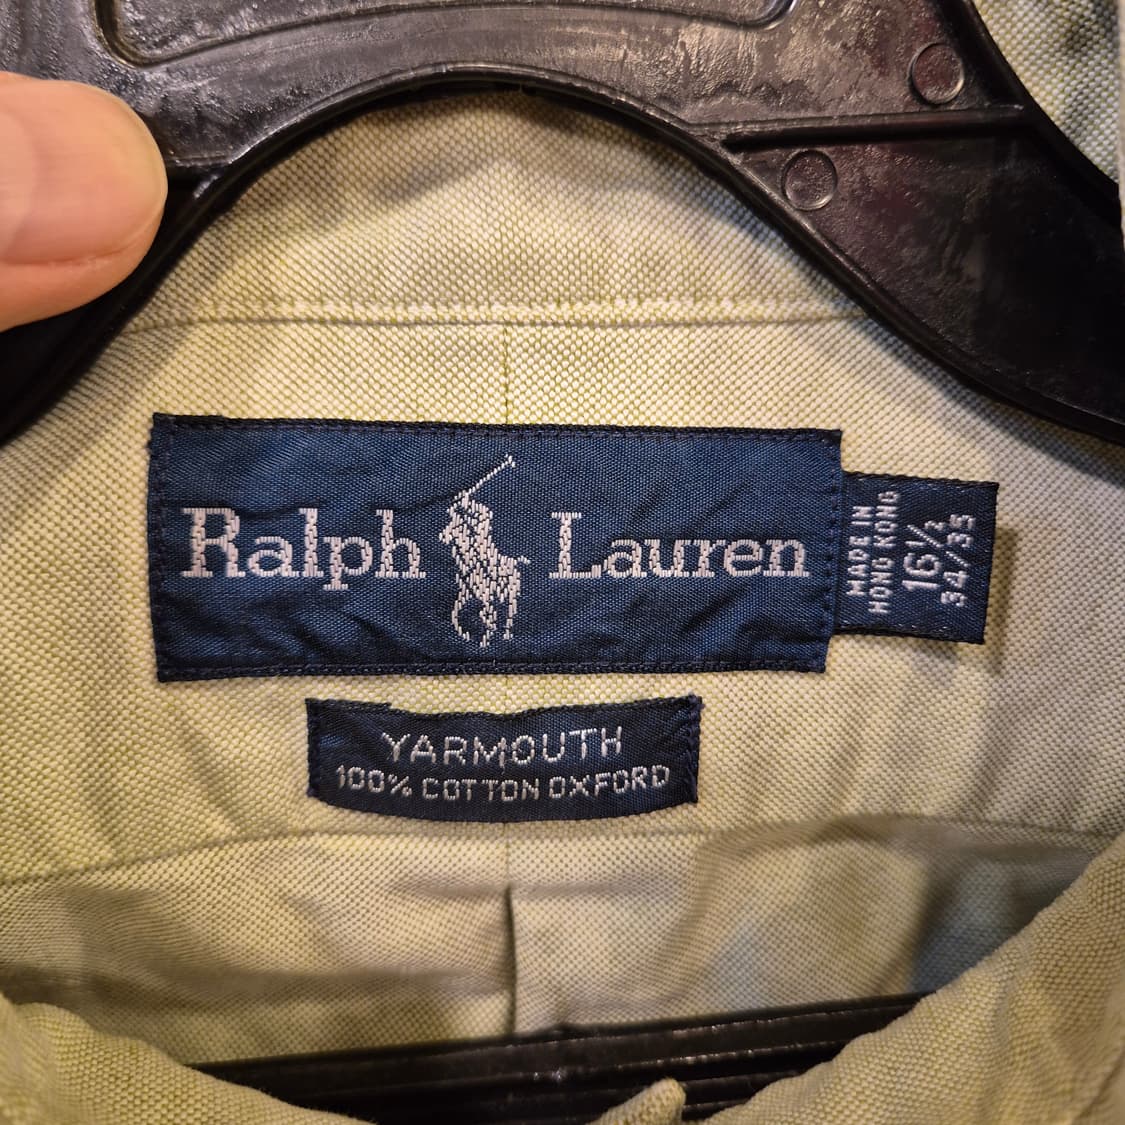 Ralph Lauren
MADE IN
HONG KONG
16½
34/35
YARMOUTH
100% COTTON OXFORD